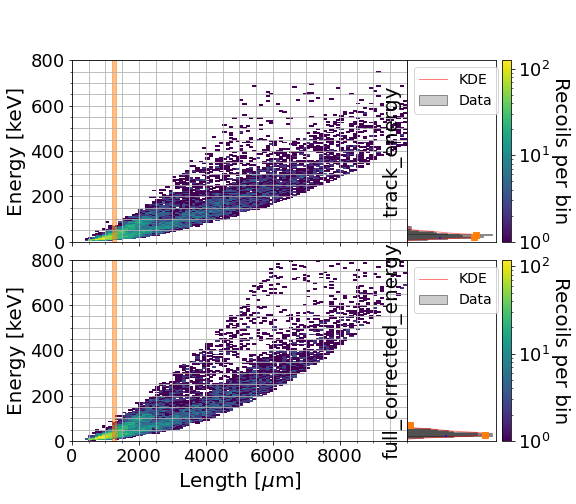 800
600
400
200
0
Energy [keV]
track_energy
KDE
Data
10²
10¹
10⁰
Recoils per bin
800
600
400
200
0
Energy [keV]
full_corrected_energy
KDE
Data
10²
10¹
10⁰
Recoils per bin
0
2000
4000
6000
8000
Length [μm]